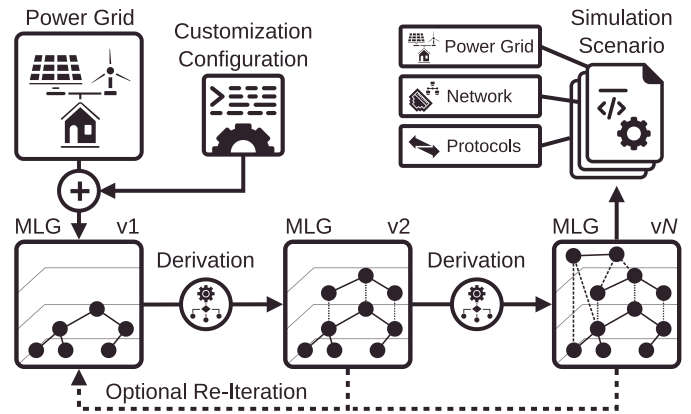 Power Grid
Customization
Configuration
Simulation
Scenario
Power Grid
Network
Protocols
</>
+
MLG v1
Derivation
MLG v2
Derivation
MLG vN
Optional Re-Iteration